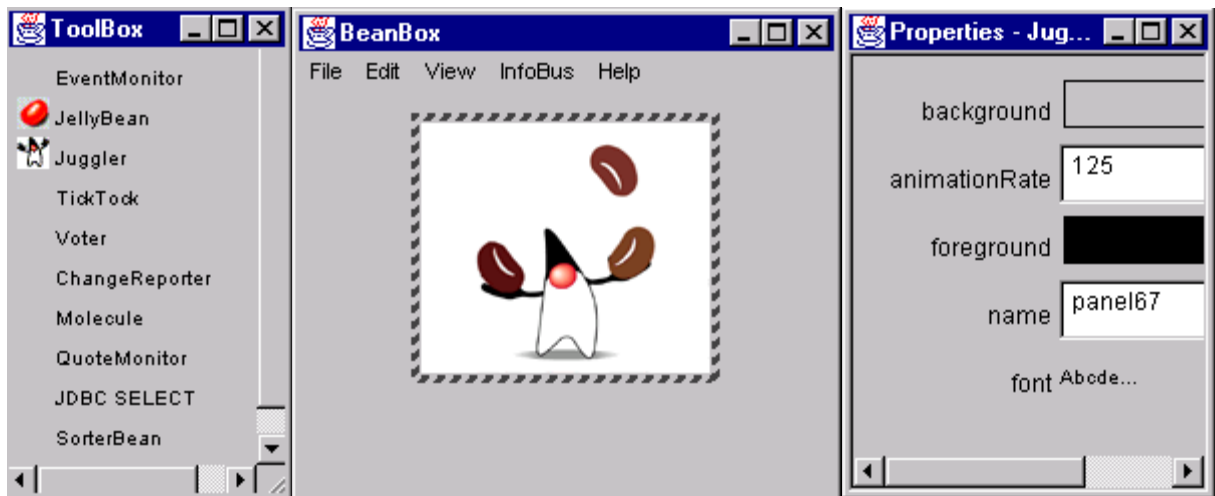 ToolBox
EventMonitor
JellyBean
Juggler
TickTock
Voter
ChangeReporter
Molecule
QuoteMonitor
JDBC SELECT
SorterBean
BeanBox
File Edit View InfoBus Help
Properties - Jug...
background
animationRate 125
foreground
name panel67
font Abcde...